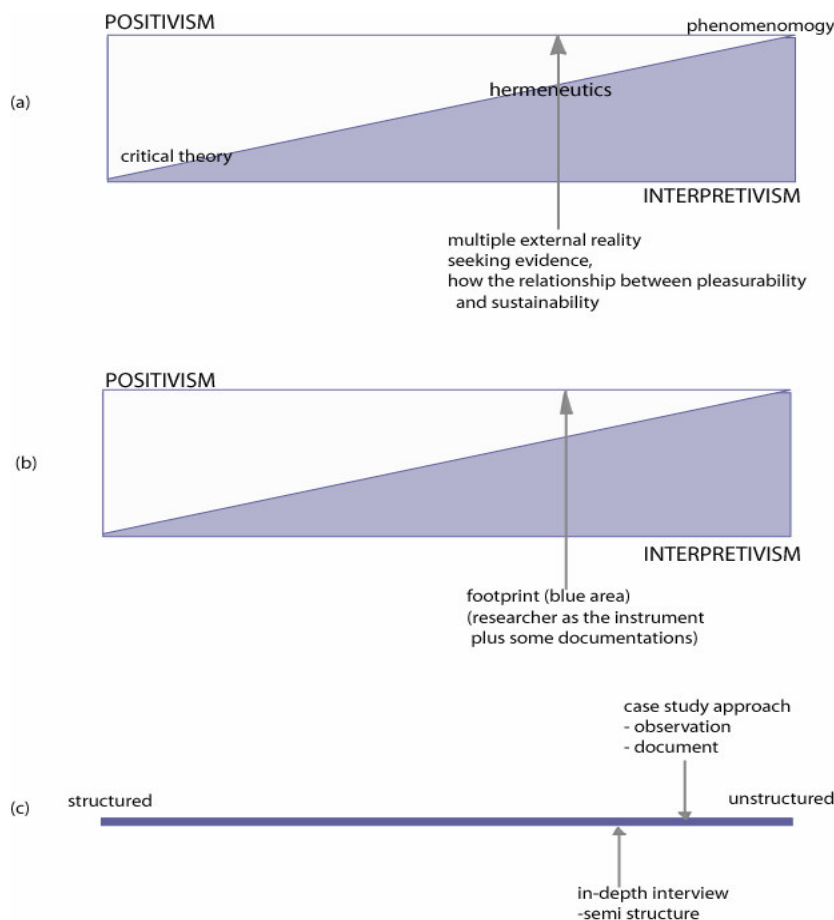 POSITIVISM
phenomenomogy
(a)
hermeneutics
critical theory
INTERPRETIVISM
multiple external reality
seeking evidence,
how the relationship between pleasurability
and sustainability
POSITIVISM
(b)
INTERPRETIVISM
footprint (blue area)
(researcher as the instrument
plus some documentations)
case study approach
- observation
- document
structured
unstructured
(c)
in-depth interview
-semi structure